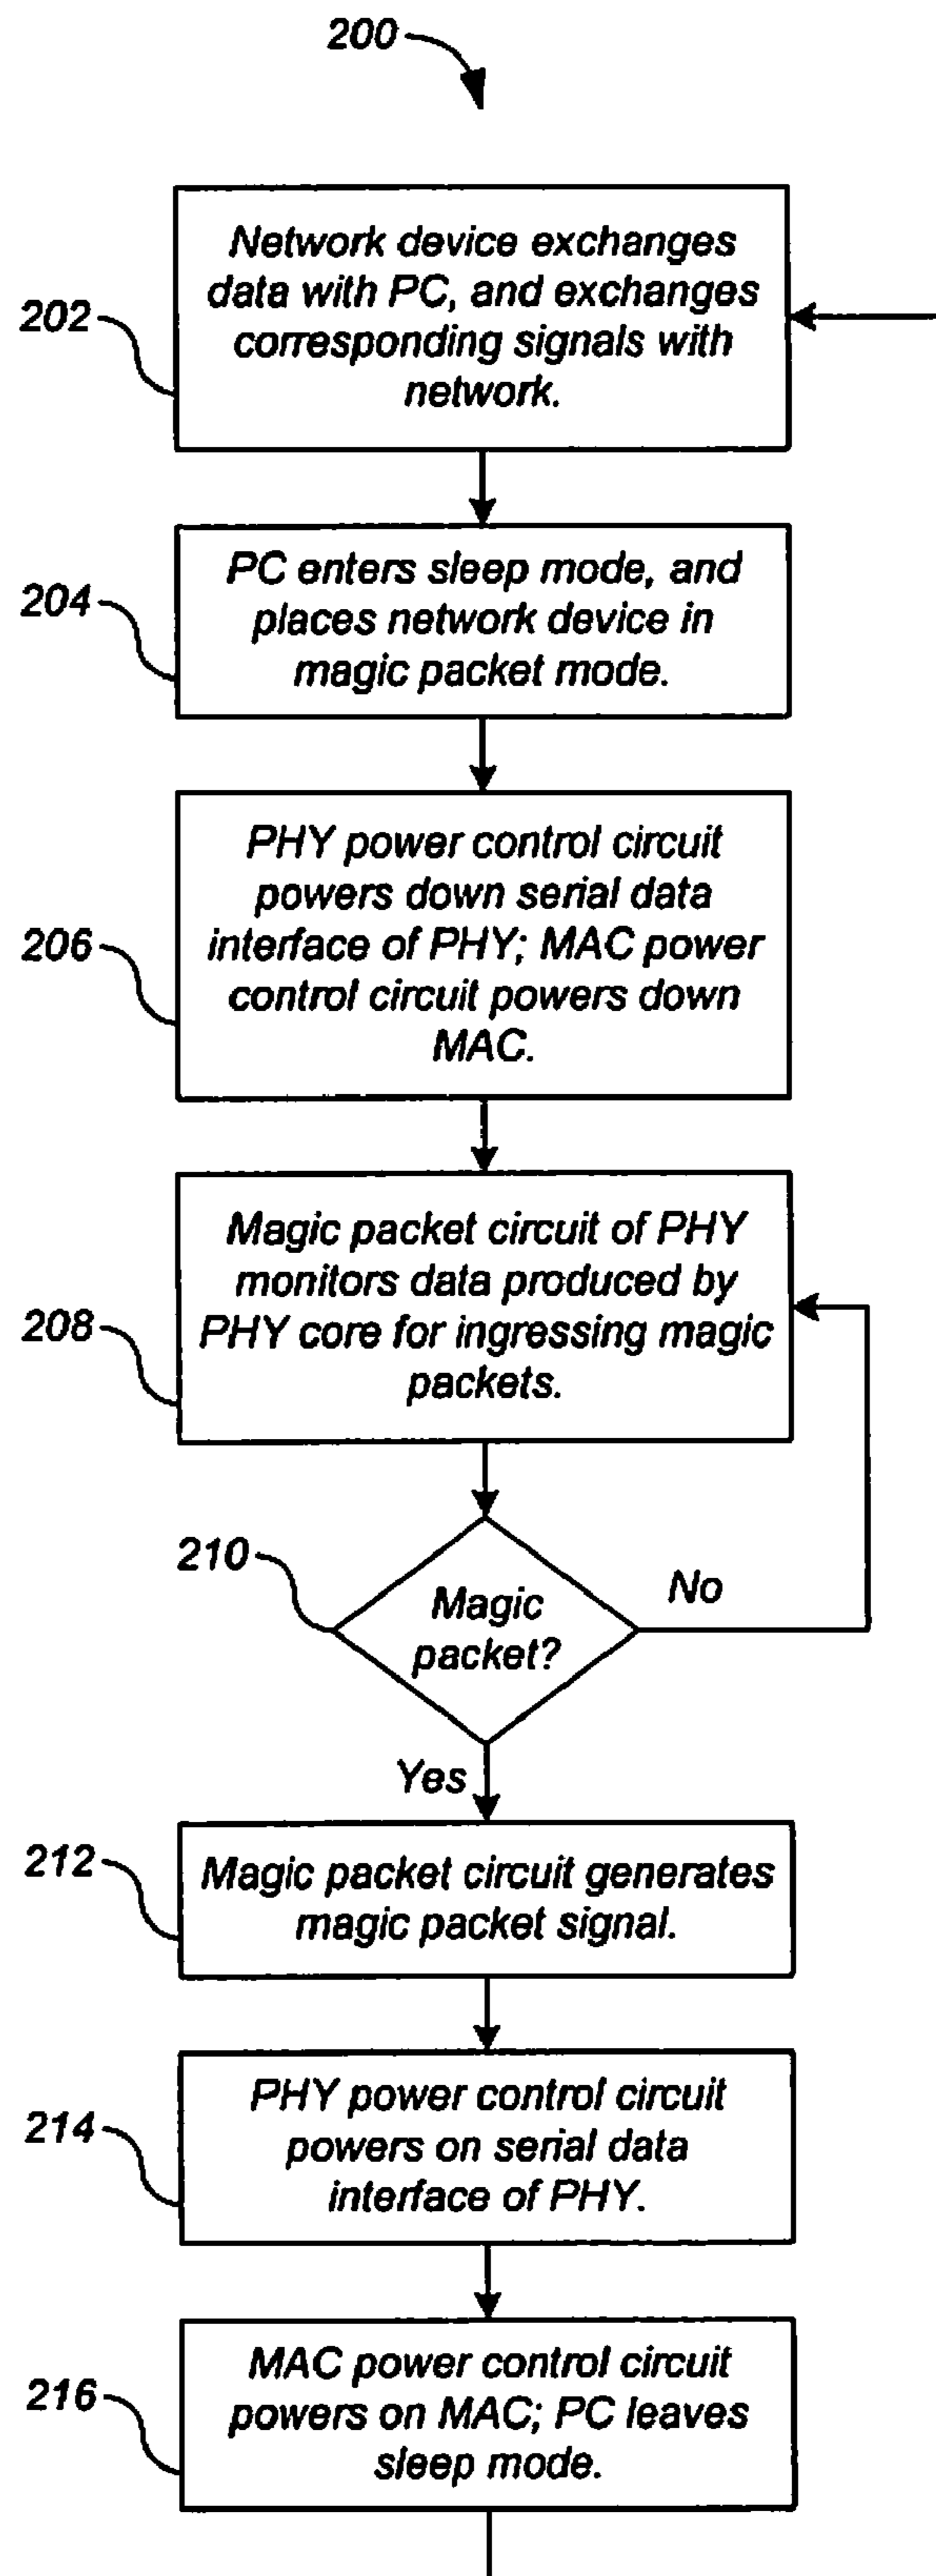 200
Network device exchanges
data with PC, and exchanges
corresponding signals with
network.
202
PC enters sleep mode, and
places network device in
magic packet mode.
204
PHY power control circuit
powers down serial data
interface of PHY; MAC power
control circuit powers down
MAC.
206
Magic packet circuit of PHY
monitors data produced by
PHY core for ingressing magic
packets.
208
210
Magic
packet?
No
Yes
212
Magic packet circuit generates
magic packet signal.
214
PHY power control circuit
powers on serial data
interface of PHY.
216
MAC power control circuit
powers on MAC; PC leaves
sleep mode.